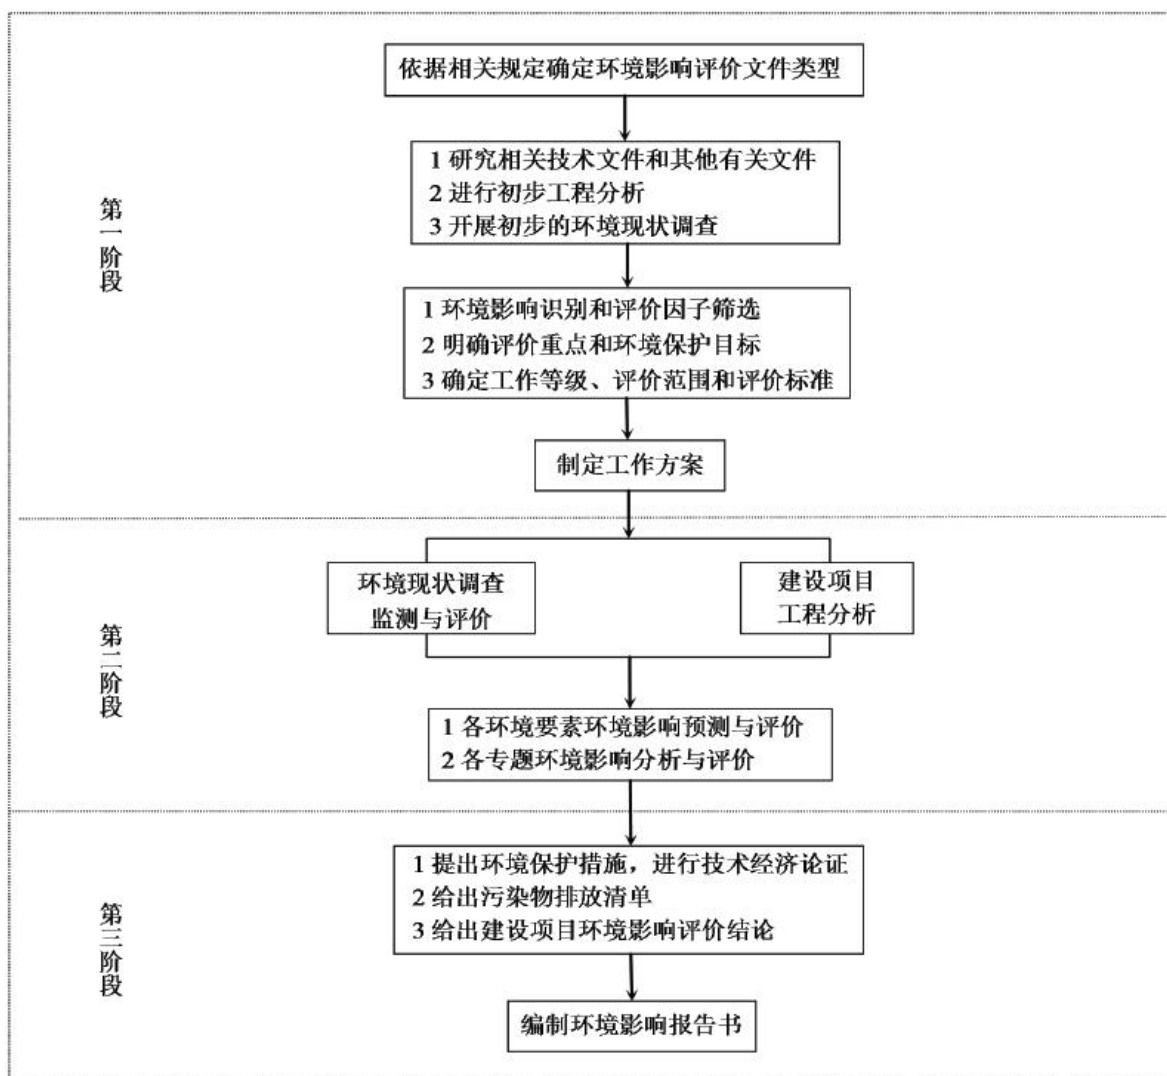 依据相关规定确定环境影响评价文件类型
第一阶段
1 研究相关技术文件和其他有关文件
2 进行初步工程分析
3 开展初步的环境现状调查
1 环境影响识别和评价因子筛选
2 明确评价重点和环境保护目标
3 确定工作等级、评价范围和评价标准
制定工作方案
第二阶段
环境现状调查
监测与评价
建设项目
工程分析
1 各环境要素环境影响预测与评价
2 各专题环境影响分析与评价
第三阶段
1 提出环境保护措施，进行技术经济论证
2 给出污染物排放清单
3 给出建设项目环境影响评价结论
编制环境影响报告书